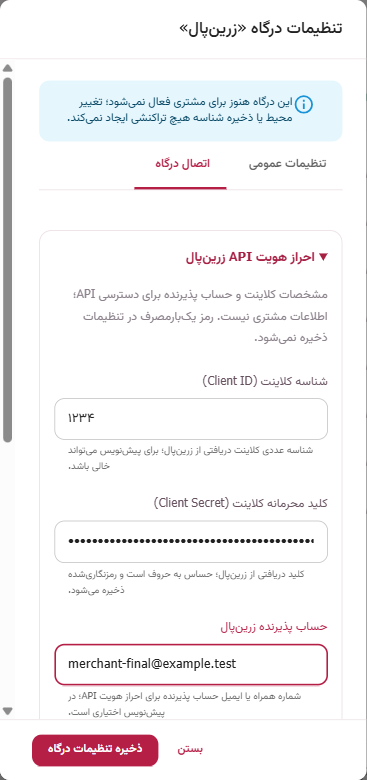 تنظیمات درگاه «زرین‌پال»
این درگاه هنوز برای مشتری فعال نمی‌شود؛ تغییر
محیط یا ذخیره شناسه هیچ تراکنشی ایجاد نمی‌کند.
تنظیمات عمومی
اتصال درگاه
▼ احراز هویت API زرین‌پال
مشخصات کلاینت و حساب پذیرنده برای دسترسی API؛
اطلاعات مشتری نیست. رمز یک‌بارمصرف در تنظیمات
ذخیره نمی‌شود.
شناسه کلاینت (Client ID)
۱۲۳۴
شناسه عددی کلاینت دریافتی از زرین‌پال؛ برای پیش‌نویس می‌تواند
خالی باشد.
کلید محرمانه کلاینت (Client Secret)
کلید دریافتی از زرین‌پال؛ حساس به حروف است و رمزنگاری‌شده
ذخیره می‌شود.
حساب پذیرنده زرین‌پال
merchant-final@example.test
شماره همراه یا ایمیل حساب پذیرنده برای احراز هویت API؛ در
پیش‌نویس اختیاری است.
بستن
ذخیره تنظیمات درگاه